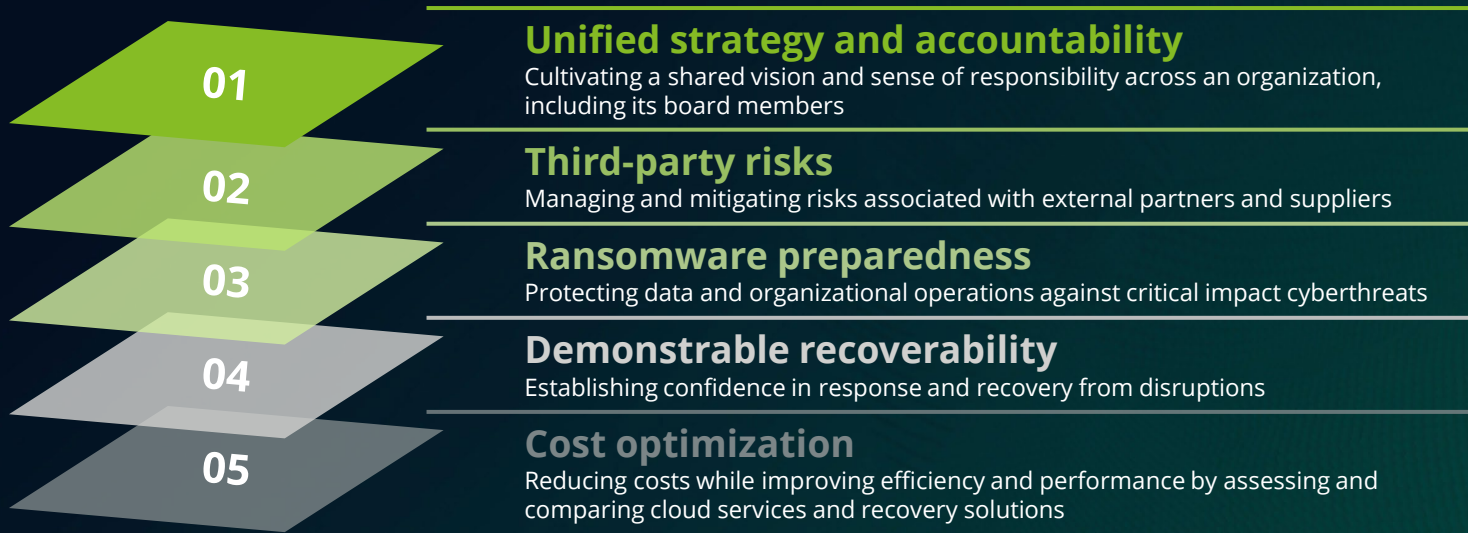 01
Unified strategy and accountability
Cultivating a shared vision and sense of responsibility across an organization,
including its board members
02
Third-party risks
Managing and mitigating risks associated with external partners and suppliers
03
Ransomware preparedness
Protecting data and organizational operations against critical impact cyberthreats
04
Demonstrable recoverability
Establishing confidence in response and recovery from disruptions
05
Cost optimization
Reducing costs while improving efficiency and performance by assessing and
comparing cloud services and recovery solutions